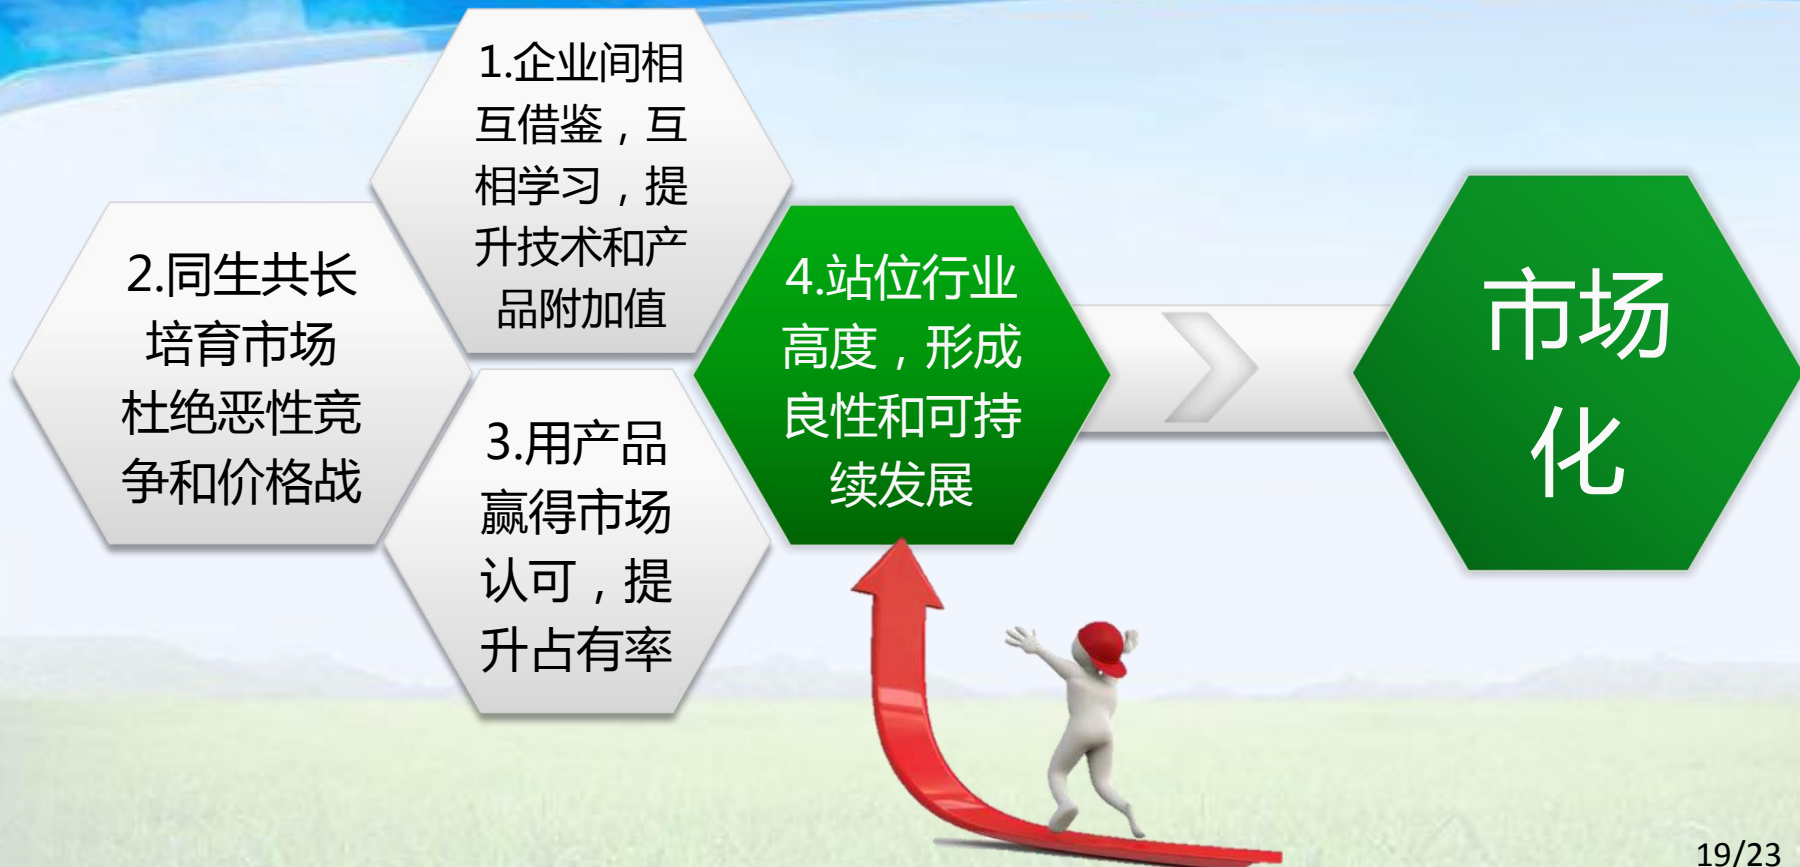 1.企业间相
互借鉴，互
相学习，提
升技术和产
品附加值
2.同生共长
培育市场
杜绝恶性竞
争和价格战
3.用产品
赢得市场
认可，提
升占有率
4.站位行业
高度，形成
良性和可持
续发展
市场
化
19/23